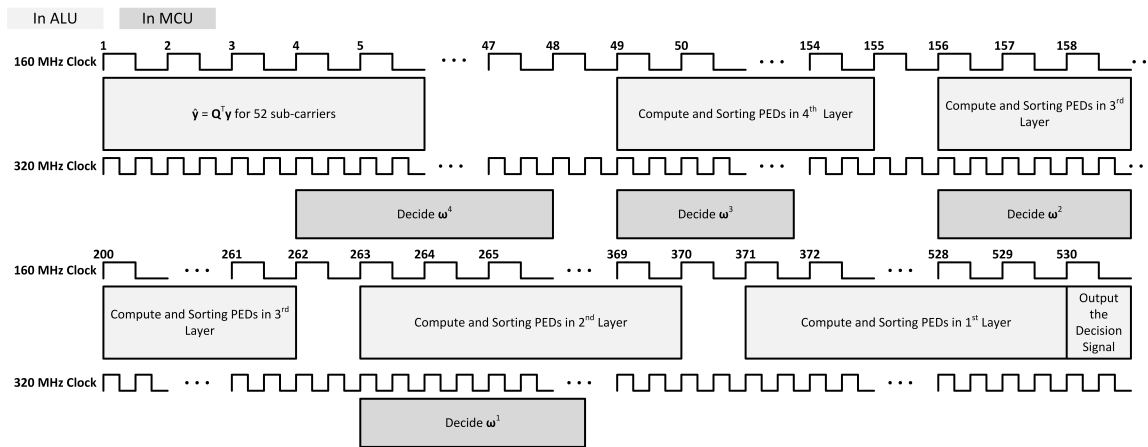 In ALU
In MCU
1 2 3 4 5 47 48 49 50 154 155 156 157 158
160 MHz Clock
ŷ = Qᵀy for 52 sub-carriers
Compute and Sorting PEDs in 4th Layer
Compute and Sorting PEDs in 3rd
Layer
320 MHz Clock
Decide ω⁴
Decide ω³
Decide ω²
200 261 262 263 264 265 369 370 371 372 528 529 530
160 MHz Clock
Compute and Sorting PEDs in 3rd
Layer
Compute and Sorting PEDs in 2nd Layer
Compute and Sorting PEDs in 1st Layer
Output
the
Decision
Signal
320 MHz Clock
Decide ω¹